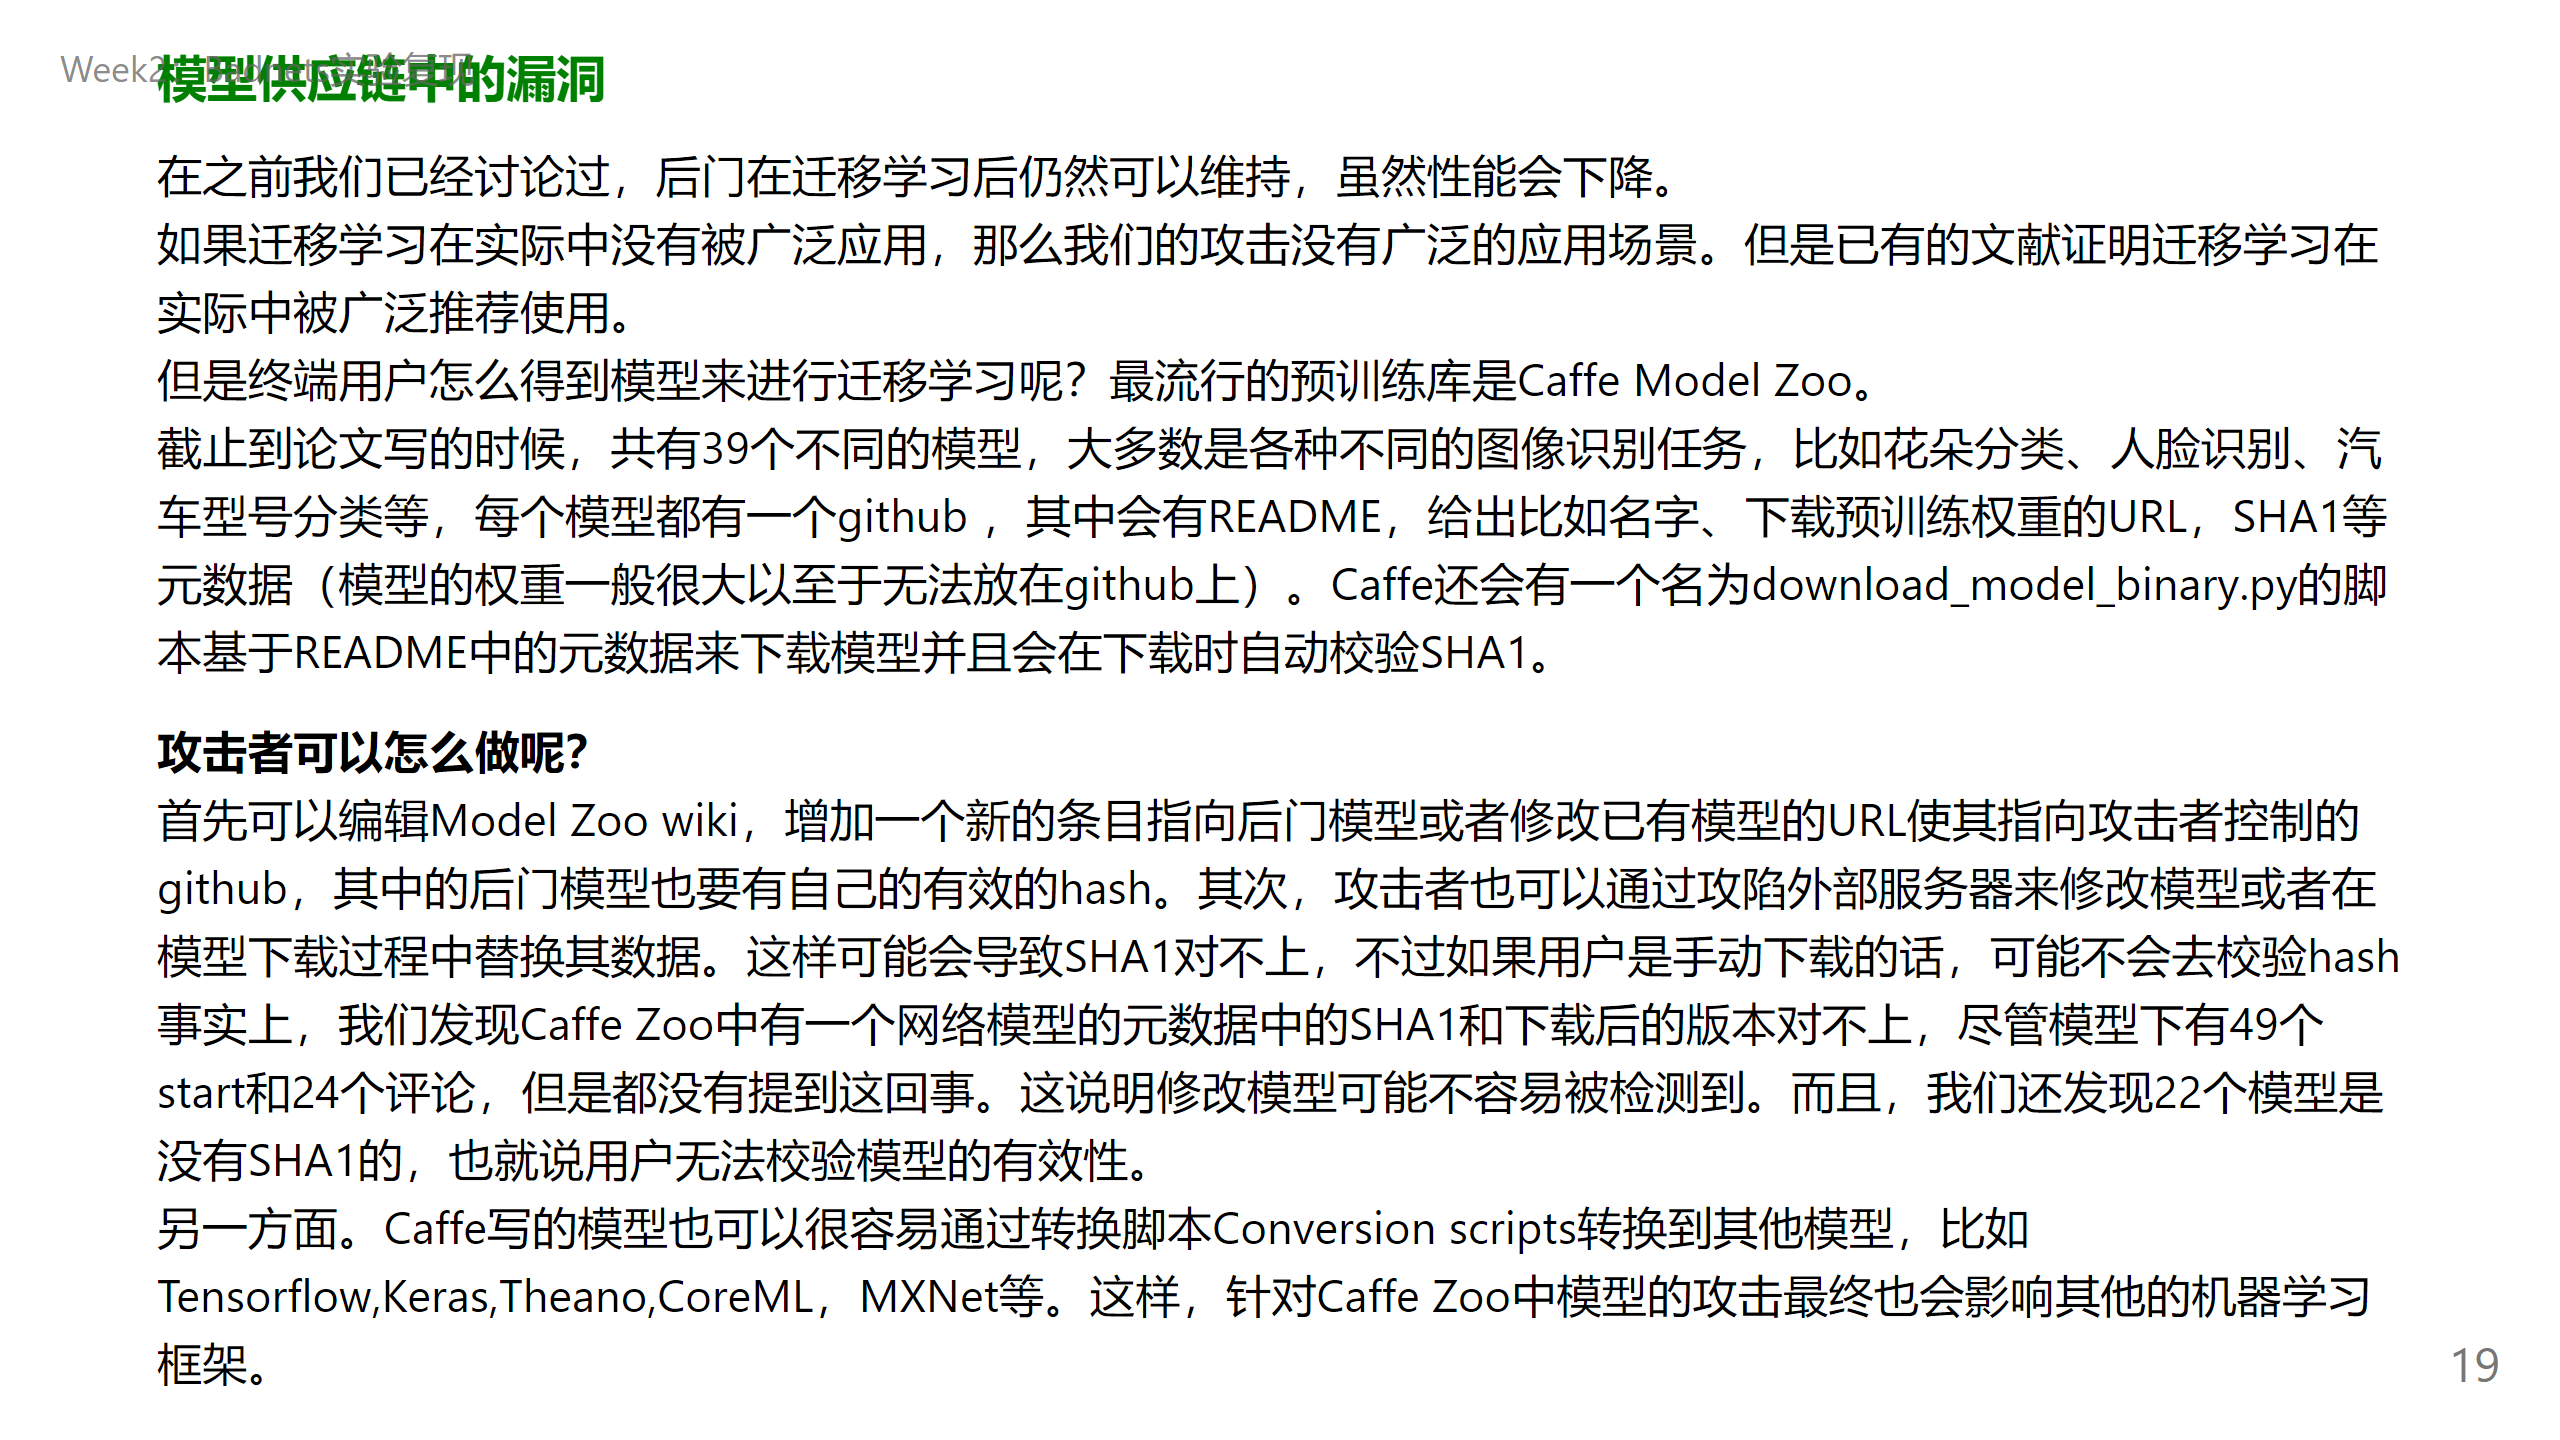 Week2: Badnets实验复现
模型供应链中的漏洞
在之前我们已经讨论过，后门在迁移学习后仍然可以维持，虽然性能会下降。
如果迁移学习在实际中没有被广泛应用，那么我们的攻击没有广泛的应用场景。但是已有的文献证明迁移学习在
实际中被广泛推荐使用。
但是终端用户怎么得到模型来进行迁移学习呢？最流行的预训练库是Caffe Model Zoo。
截止到论文写的时候，共有39个不同的模型，大多数是各种不同的图像识别任务，比如花朵分类、人脸识别、汽
车型号分类等，每个模型都有一个github ，其中会有README，给出比如名字、下载预训练权重的URL，SHA1等
元数据（模型的权重一般很大以至于无法放在github上）。Caffe还会有一个名为download_model_binary.py的脚
本基于README中的元数据来下载模型并且会在下载时自动校验SHA1。
攻击者可以怎么做呢？
首先可以编辑Model Zoo wiki，增加一个新的条目指向后门模型或者修改已有模型的URL使其指向攻击者控制的
github，其中的后门模型也要有自己的有效的hash。其次，攻击者也可以通过攻陷外部服务器来修改模型或者在
模型下载过程中替换其数据。这样可能会导致SHA1对不上，不过如果用户是手动下载的话，可能不会去校验hash
事实上，我们发现Caffe Zoo中有一个网络模型的元数据中的SHA1和下载后的版本对不上，尽管模型下有49个
start和24个评论，但是都没有提到这回事。这说明修改模型可能不容易被检测到。而且，我们还发现22个模型是
没有SHA1的，也就说用户无法校验模型的有效性。
另一方面。Caffe写的模型也可以很容易通过转换脚本Conversion scripts转换到其他模型，比如
Tensorflow,Keras,Theano,CoreML，MXNet等。这样，针对Caffe Zoo中模型的攻击最终也会影响其他的机器学习
框架。
19